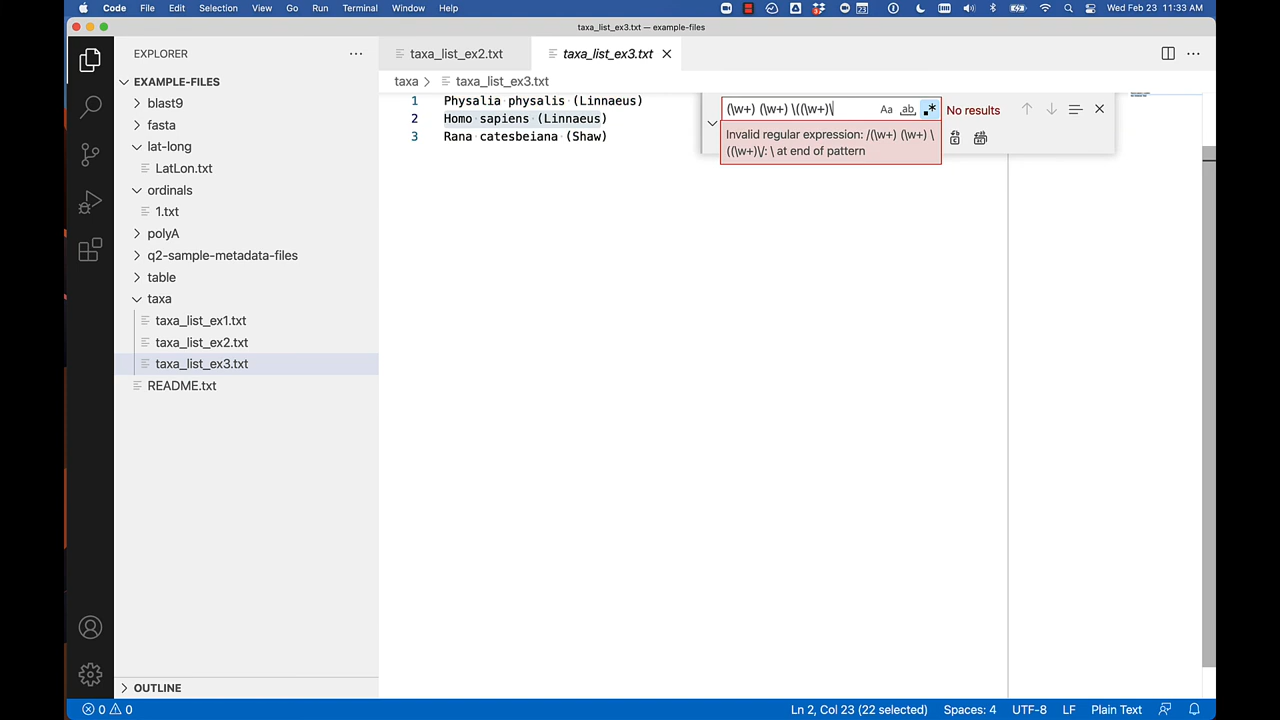 Code File Edit Selection View Go Run Terminal Window Help
Wed Feb 23 11:33 AM
taxa_list_ex3.txt — example-files
EXPLORER
EXAMPLE-FILES
blast9
fasta
lat-long
LatLon.txt
ordinals
1.txt
polyA
q2-sample-metadata-files
table
taxa
taxa_list_ex1.txt
taxa_list_ex2.txt
taxa_list_ex3.txt
README.txt
OUTLINE
taxa_list_ex2.txt taxa_list_ex3.txt
taxa taxa_list_ex3.txt
1 Physalia physalis (Linnaeus)
2 Homo sapiens (Linnaeus)
3 Rana catesbeiana (Shaw)
(\w+) (\w+) \((\w+)\ Aa ab .* No results
Invalid regular expression: /(\w+) (\w+) \
((\w+)\/: \ at end of pattern
0 0 Ln 2, Col 23 (22 selected) Spaces: 4 UTF-8 LF Plain Text